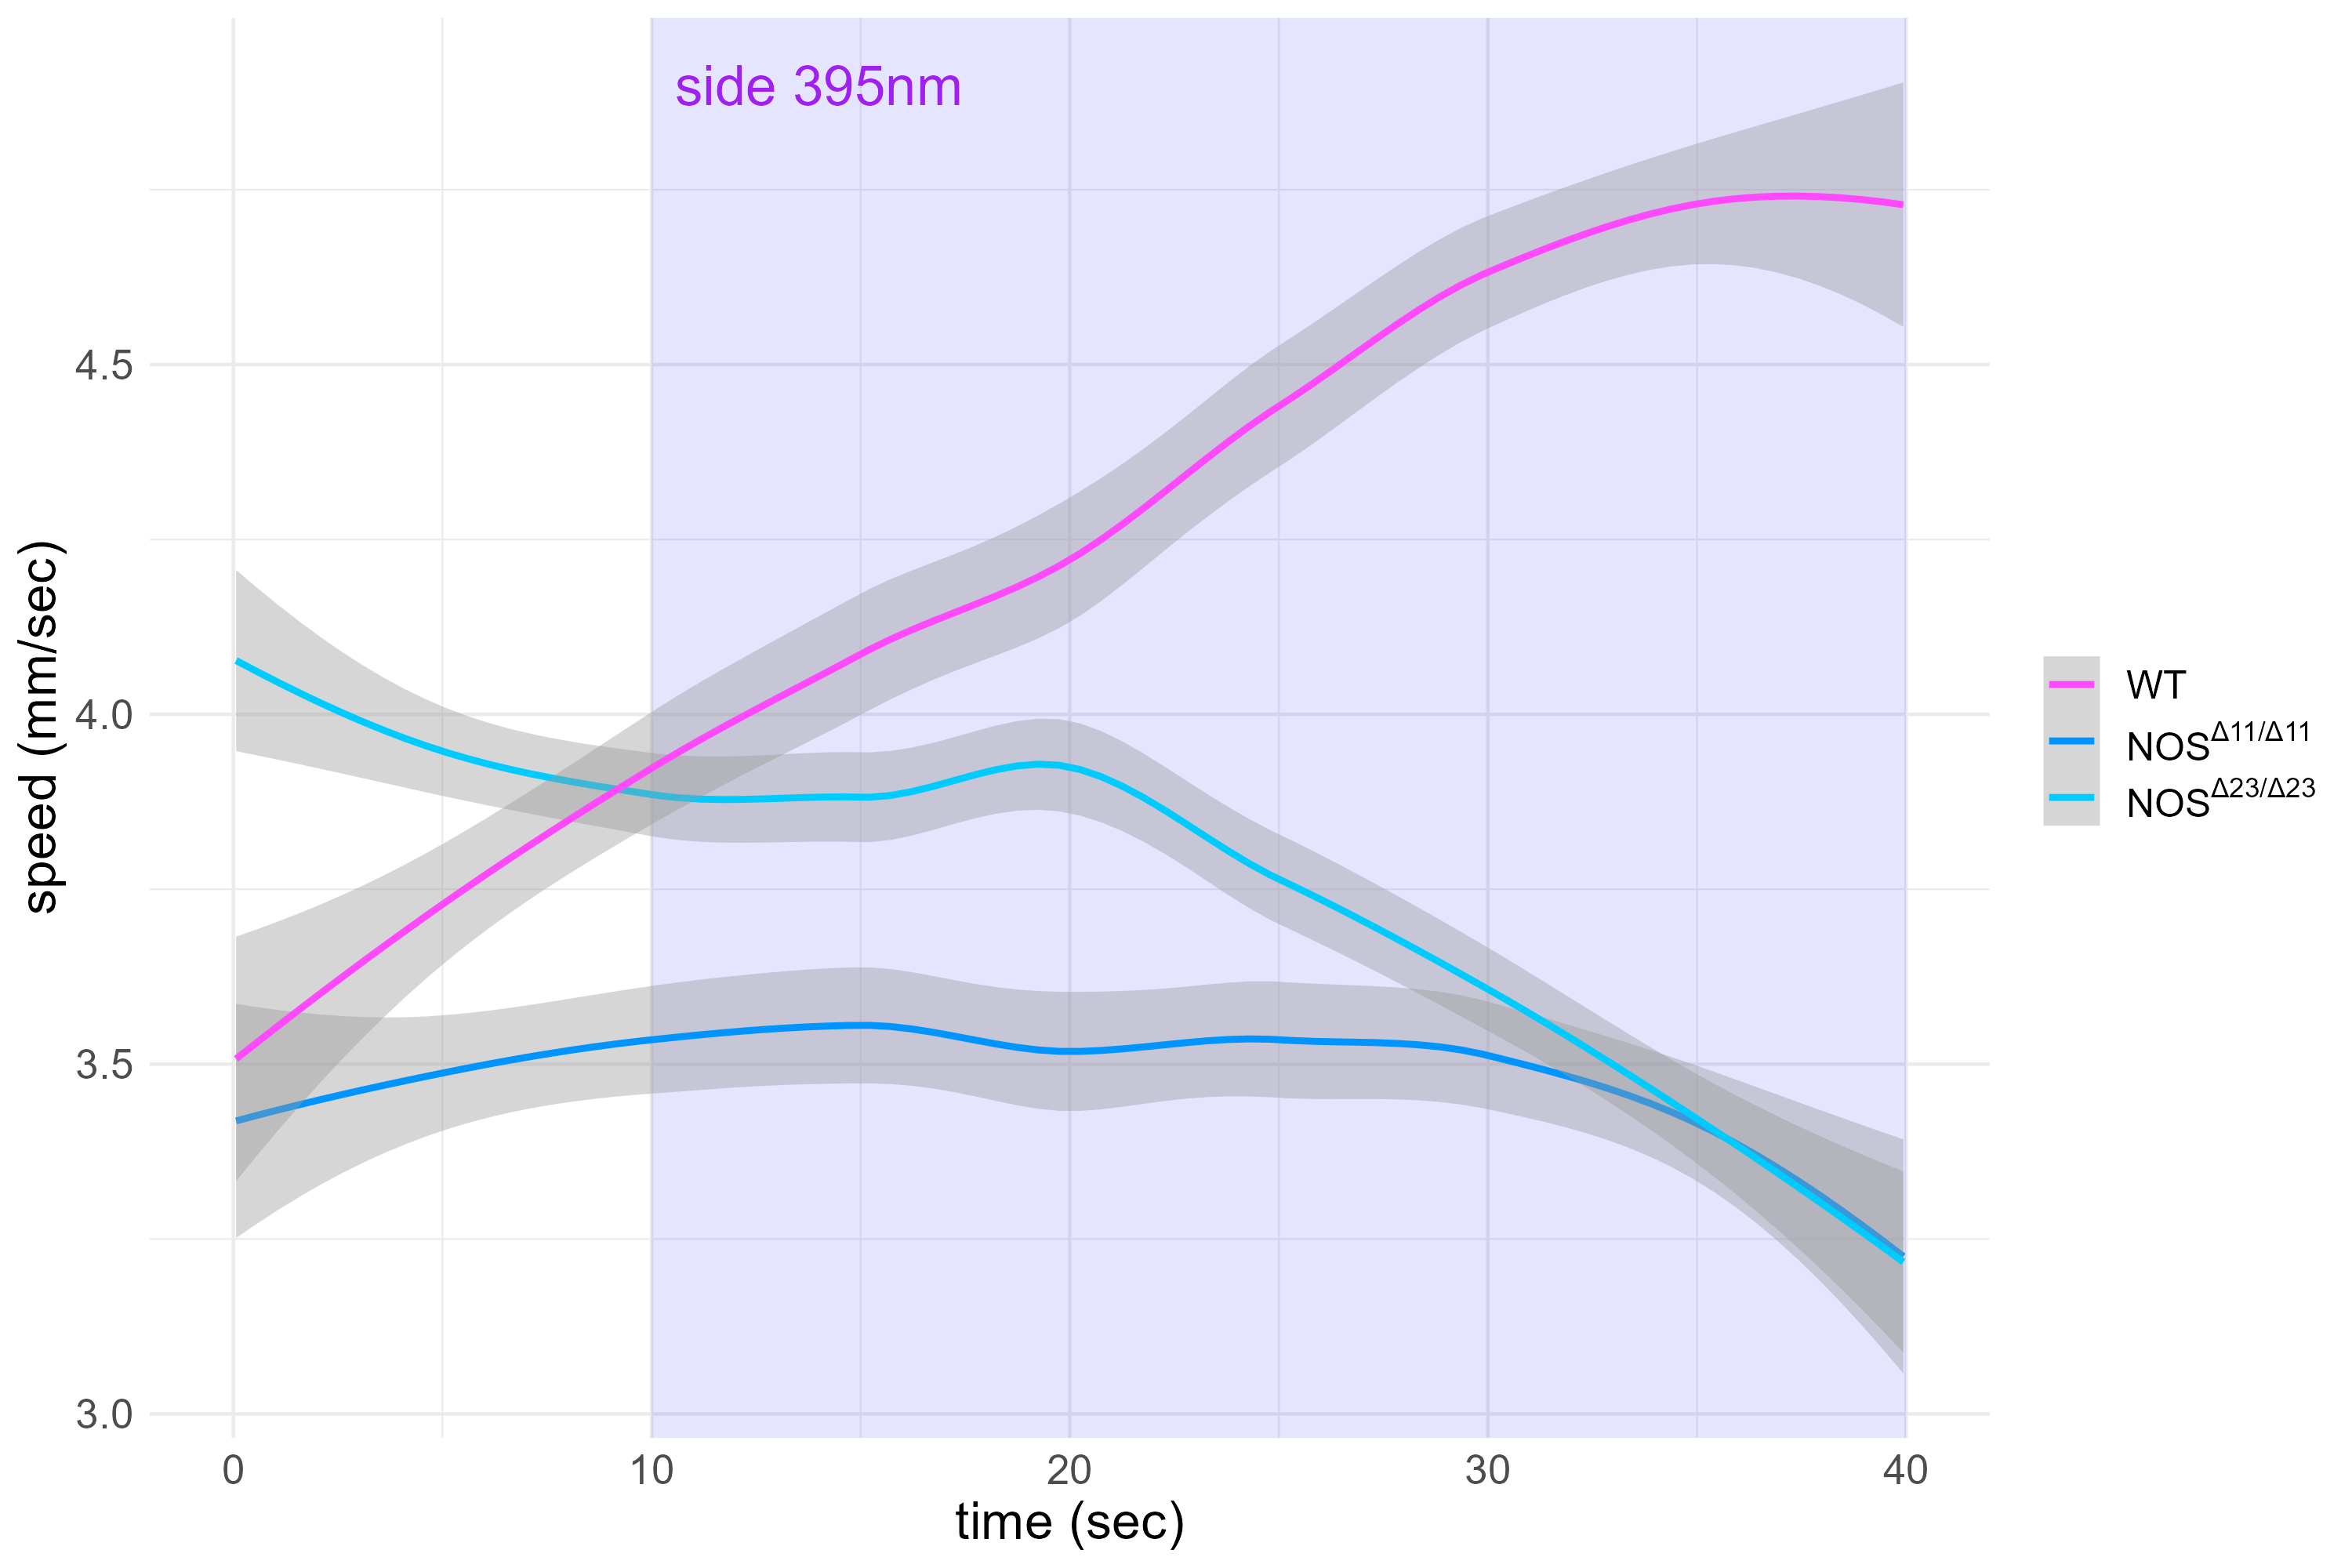 side 395nm
4.5
4.0
3.5
3.0
speed (mm/sec)
0 10 20 30 40
time (sec)
WT
NOSΔ11/Δ11
NOSΔ23/Δ23